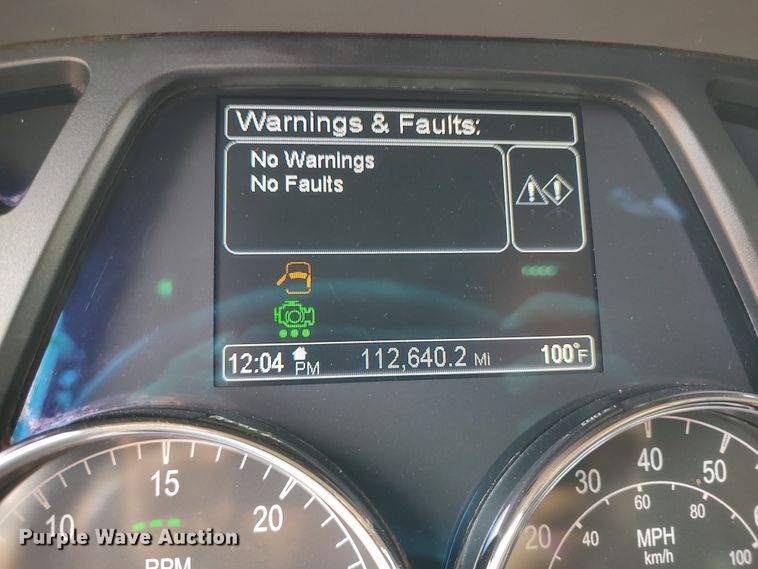 Warnings & Faults:
No Warnings
No Faults
12:04 PM 112,640.2 Mi 100°F
10 15 20
RPM
20 30 40 50
40 60 80 100
MPH
km/h
Purple Wave Auction